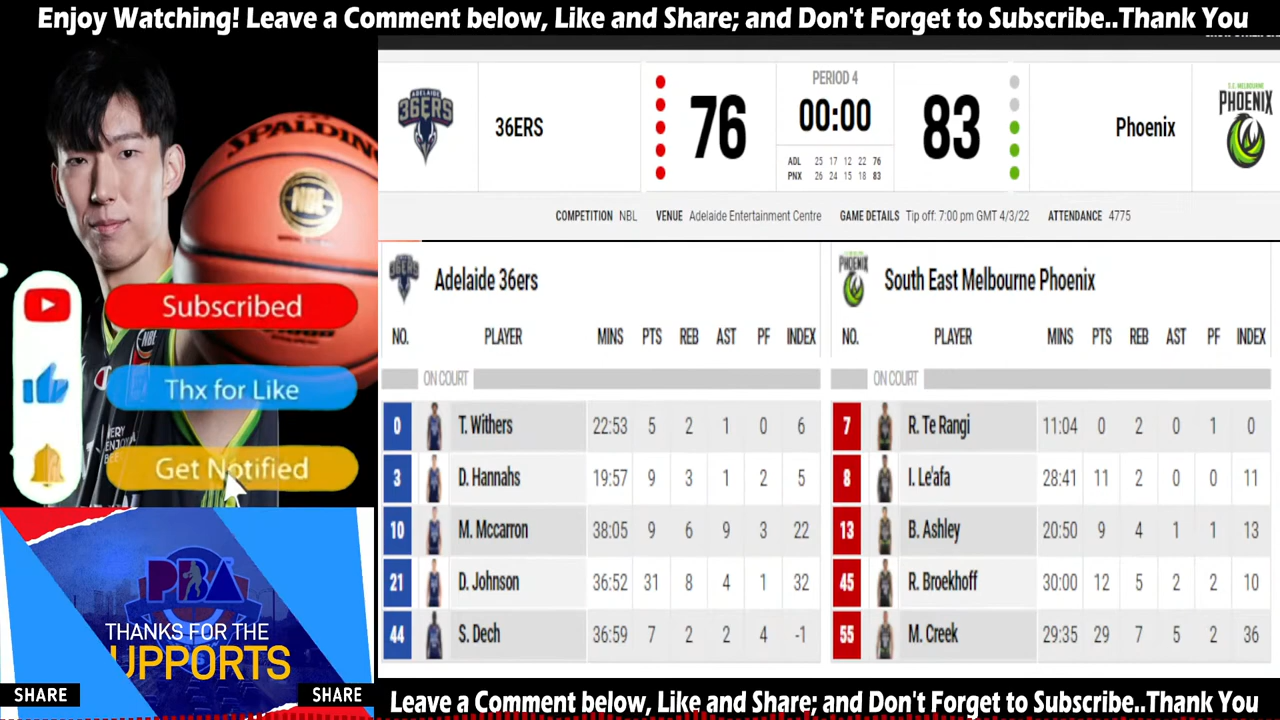 Enjoy Watching! Leave a Comment below, Like and Share; and Don't Forget to Subscribe..Thank You
ADELAIDE
36ERS
36ERS
76
PERIOD 4
00:00
ADL 25 17 12 22 76
PNX 26 24 15 18 83
83
Phoenix
S.E. MELBOURNE
PHOENIX
COMPETITION NBL VENUE Adelaide Entertainment Centre GAME DETAILS Tip off: 7:00 pm GMT 4/3/22 ATTENDANCE 4775
SPALDING
NBL
Subscribed
Thx for Like
Get Notified
36ERS
Adelaide 36ers
NO. PLAYER MINS PTS REB AST PF INDEX
ON COURT
0 T. Withers 22:53 5 2 1 0 6
3 D. Hannahs 19:57 9 3 1 2 5
10 M. Mccarron 38:05 9 6 9 3 22
21 D. Johnson 36:52 31 8 4 1 32
44 S. Dech 36:59 7 2 2 4 -1
PHOENIX
South East Melbourne Phoenix
NO. PLAYER MINS PTS REB AST PF INDEX
ON COURT
7 R. Te Rangi 11:04 0 2 0 1 0
8 I. Le'afa 28:41 11 2 0 0 11
13 B. Ashley 20:50 9 4 1 1 13
45 R. Broekhoff 30:00 12 5 2 2 10
55 M. Creek 29:35 29 7 5 2 36
PBA
THANKS FOR THE
UPPORTS
SHARE
SHARE
Leave a Comment below, Like and Share; and Don't Forget to Subscribe..Thank You